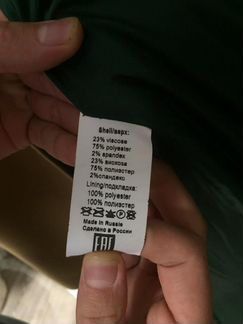 Shell/верх:
23% viscose
75% polyester
2% spandex
23% вискоза
75% полиэстер
2%спандекс
Lining/подкладка:
100% polyester
100% полиэстер
Made in Russia
Сделано в России
EAC